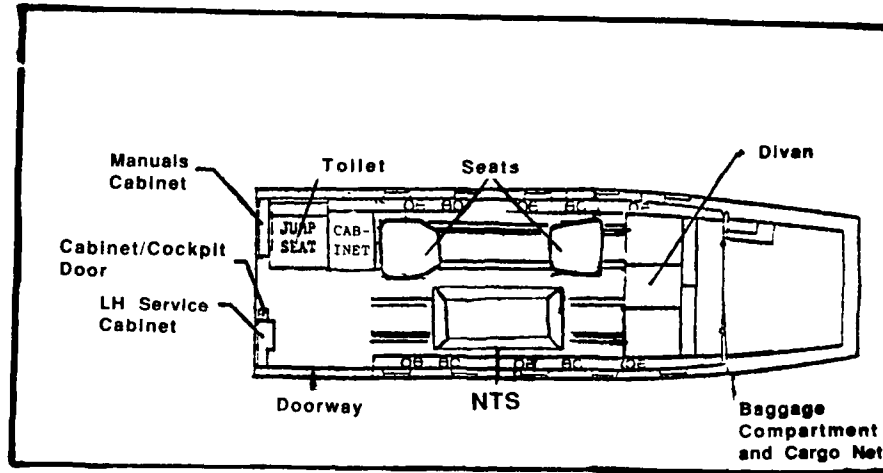 Manuals
Cabinet
Toilet
Seats
Divan
JUMP
SEAT
CAB-
INET
Cabinet/Cockpit
Door
LH Service
Cabinet
Doorway
NTS
Baggage
Compartment
and Cargo Net